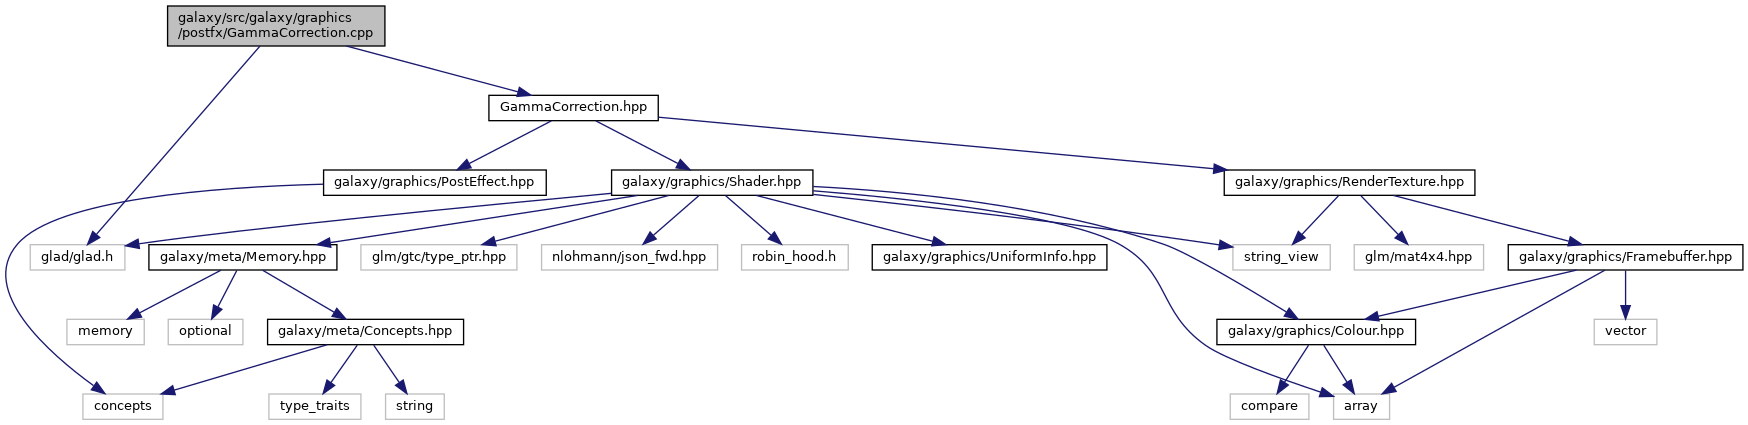 galaxy/src/galaxy/graphics
/postfx/GammaCorrection.cpp
GammaCorrection.hpp
galaxy/graphics/PostEffect.hpp
galaxy/graphics/Shader.hpp
galaxy/graphics/RenderTexture.hpp
glad/glad.h
galaxy/meta/Memory.hpp
glm/gtc/type_ptr.hpp
nlohmann/json_fwd.hpp
robin_hood.h
galaxy/graphics/UniformInfo.hpp
string_view
glm/mat4x4.hpp
galaxy/graphics/Framebuffer.hpp
memory
optional
galaxy/meta/Concepts.hpp
galaxy/graphics/Colour.hpp
vector
concepts
type_traits
string
compare
array